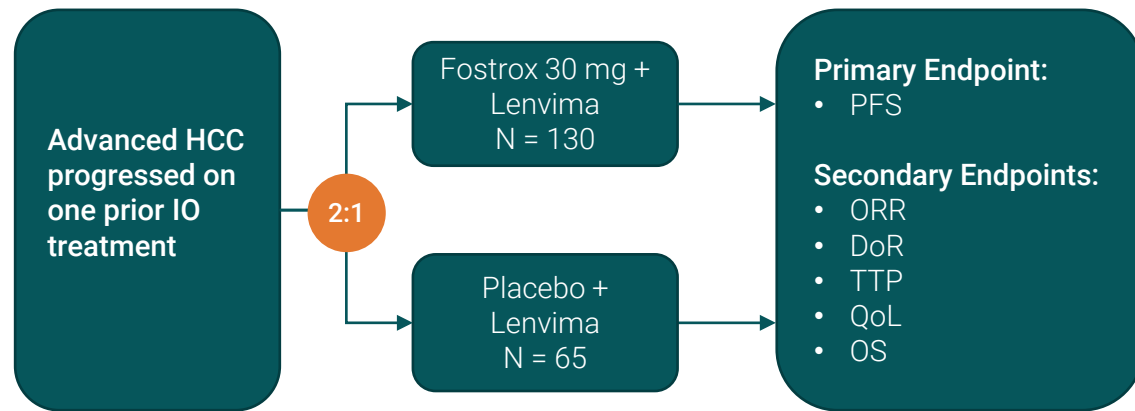 Advanced HCC
progressed on
one prior IO
treatment
2:1
Fostrox 30 mg +
Lenvima
N = 130
Placebo +
Lenvima
N = 65
Primary Endpoint:
• PFS
Secondary Endpoints:
• ORR
• DoR
• TTP
• QoL
• OS